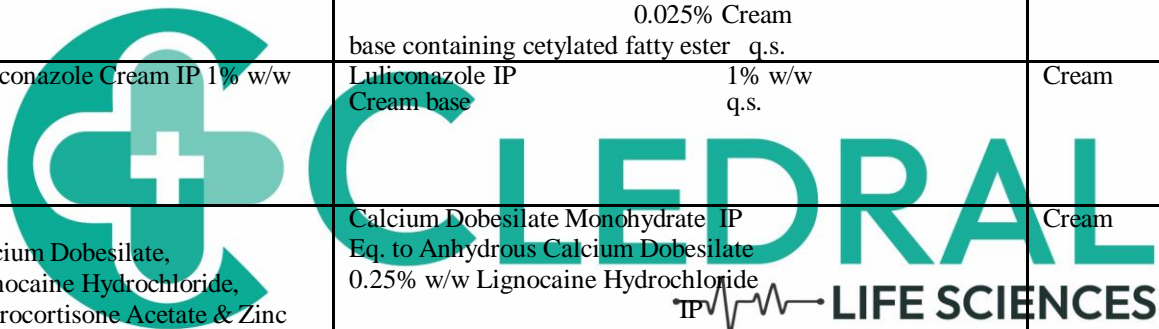 0.025% Cream
base containing cetylated fatty ester q.s.
conazole Cream IP 1% w/w Luliconazole IP 1% w/w Cream
Cream base q.s.
CLEDRAL
LIFE SCIENCES
Calcium Dobesilate Monohydrate IP Cream
cium Dobesilate, Eq. to Anhydrous Calcium Dobesilate
nocaine Hydrochloride, 0.25% w/w Lignocaine Hydrochloride
IP
rocortisone Acetate & Zinc